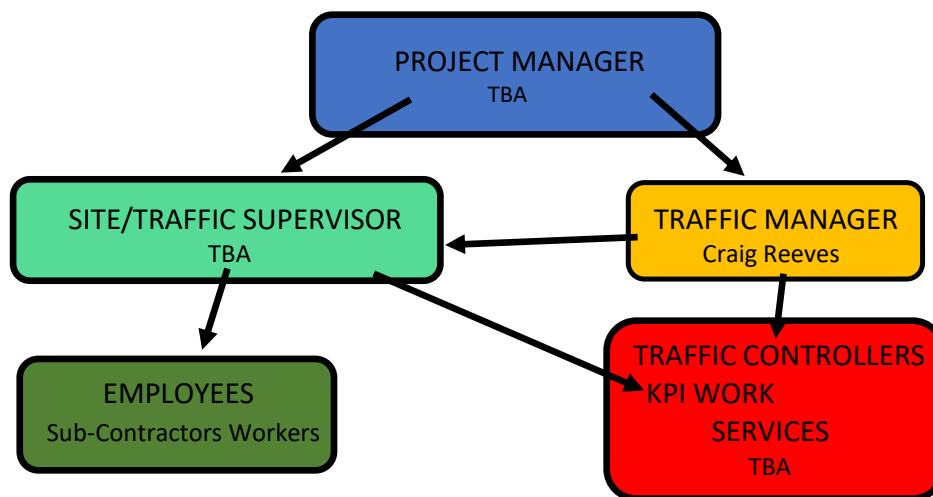 PROJECT MANAGER
TBA
SITE/TRAFFIC SUPERVISOR
TBA
TRAFFIC MANAGER
Craig Reeves
EMPLOYEES
Sub-Contractors Workers
TRAFFIC CONTROLLERS
KPI WORK
SERVICES
TBA